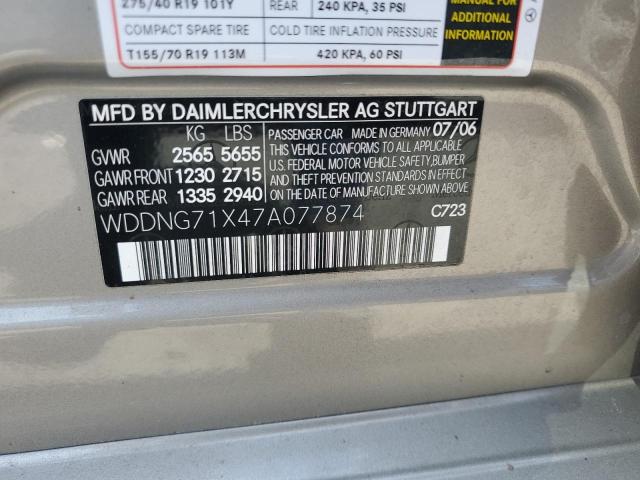 275/40 R19 101Y REAR 240 KPA, 35 PSI
COMPACT SPARE TIRE COLD TIRE INFLATION PRESSURE
T155/70 R19 113M 420 KPA, 60 PSI
MANUAL FOR
ADDITIONAL
INFORMATION
MFD BY DAIMLERCHRYSLER AG STUTTGART
KG LBS PASSENGER CAR MADE IN GERMANY 07/06
GVWR 2565 5655 THIS VEHICLE CONFORMS TO ALL APPLICABLE
GAWR FRONT 1230 2715 U.S. FEDERAL MOTOR VEHICLE SAFETY, BUMPER
GAWR REAR 1335 2940 AND THEFT PREVENTION STANDARDS IN EFFECT
ON THE DATE OF MANUFACTURE SHOWN ABOVE.
WDDNG71X47A077874 C723